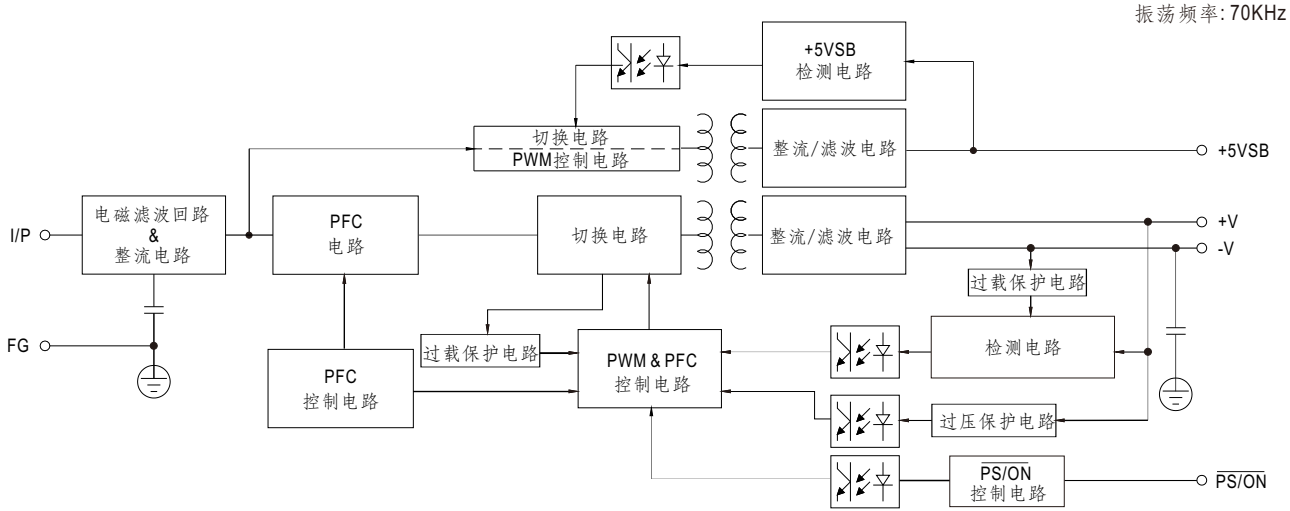 振荡频率: 70KHz
+5VSB
检测电路
切换电路
PWM控制电路
整流/滤波电路
+5VSB
I/P
电磁滤波回路
&
整流电路
PFC
电路
切换电路
整流/滤波电路
+V
-V
过载保护电路
FG
过载保护电路
PFC
控制电路
PWM & PFC
控制电路
检测电路
过压保护电路
PS/ON
控制电路
PS/ON